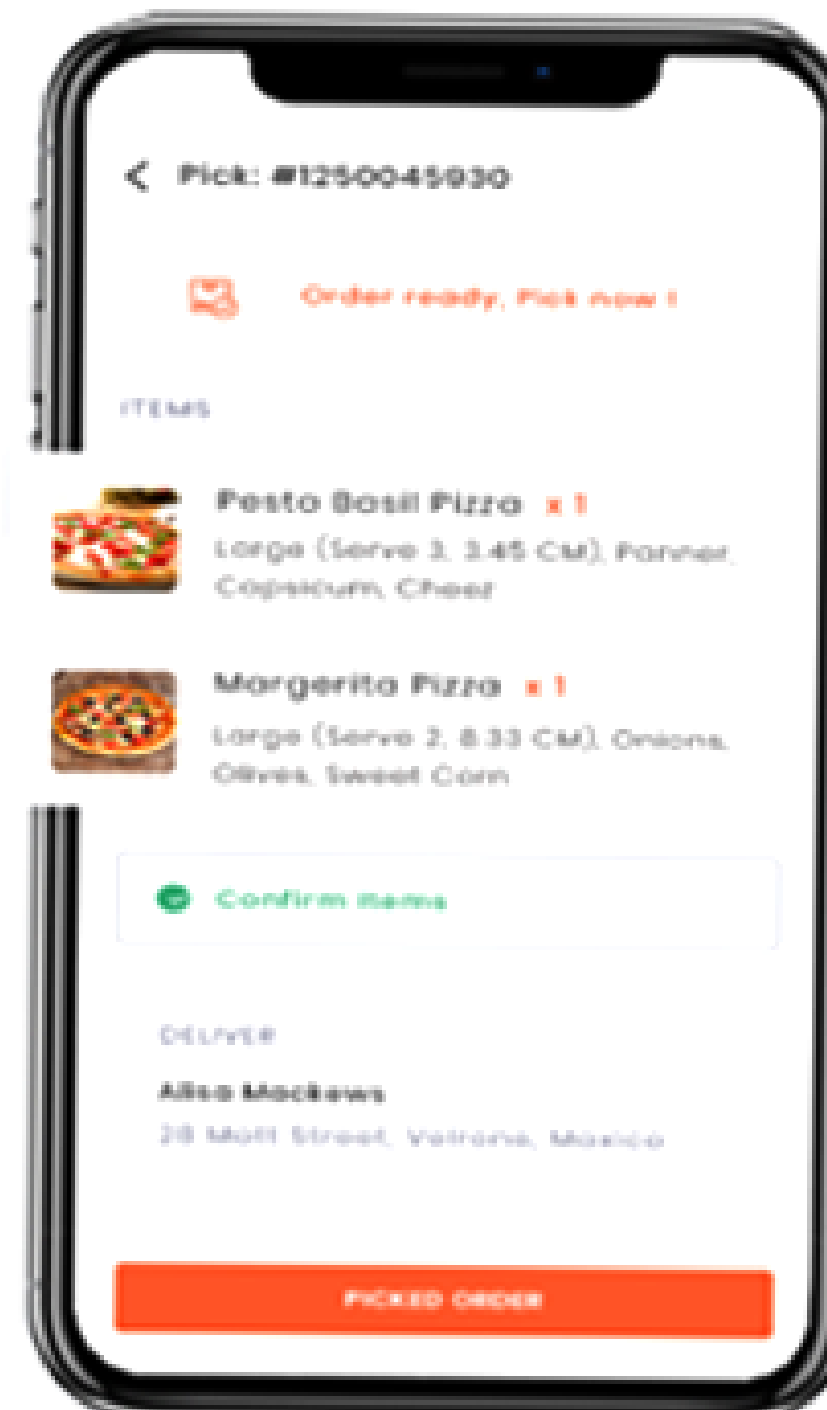 Pick: #1250045930
Order ready, Pick now !
ITEMS
Pesto Basil Pizza x 1
Large (Serve 3, 3.45 CM), Panner,
Capsicum, Cheez
Margerita Pizza x 1
Large (Serve 2, 8.33 CM), Onions,
Olives, Sweet Corn
Confirm items
DELIVER
Alisa Mackews
28 Mott Street, Mexico
PICKED ORDER